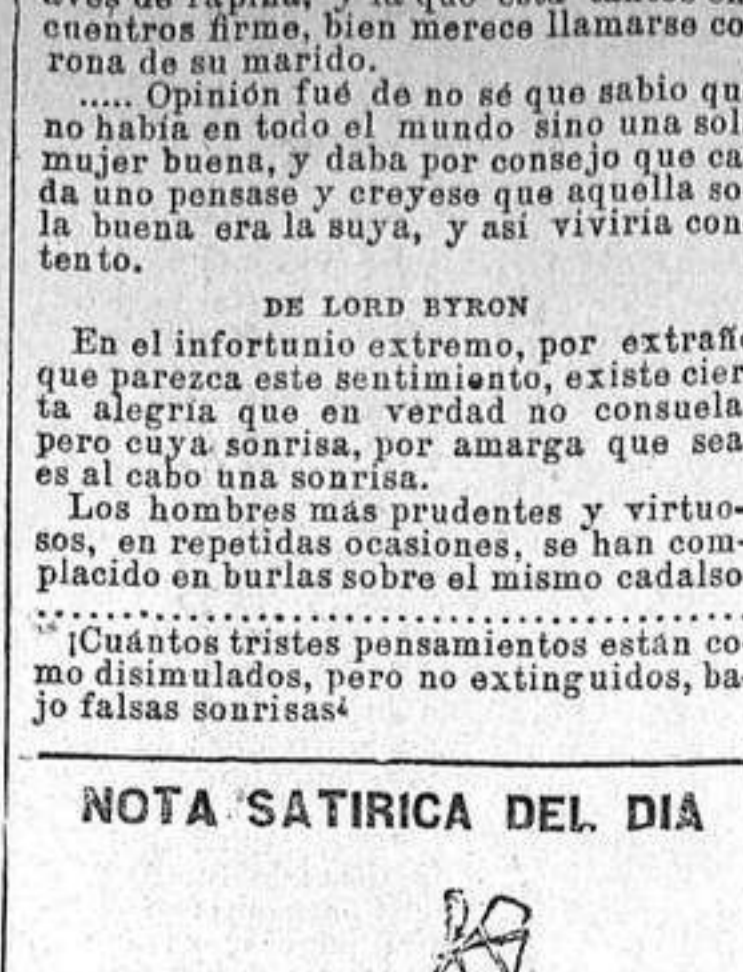 cuentros firme, bien merece llamarse co
rona de su marido.
..... Opinión fué de no sé que sabio qu
no había en todo el mundo sino una sol
mujer buena, y daba por consejo que ca
da uno pensase y creyese que aquella so
la buena era la suya, y así viviría con
tento.
DE LORD BYRON
En el infortunio extremo, por extrañ
que parezca este sentimiento, existe cier
ta alegría que en verdad no consuela
pero cuya sonrisa, por amarga que sea
es al cabo una sonrisa.
Los hombres más prudentes y virtuo-
sos, en repetidas ocasiones, se han com-
placido en burlas sobre el mismo cadalso
..........................................
¡Cuántos tristes pensamientos están co
mo disimulados, pero no extinguidos, ba-
jo falsas sonrisas¿
NOTA SATIRICA DEL DIA